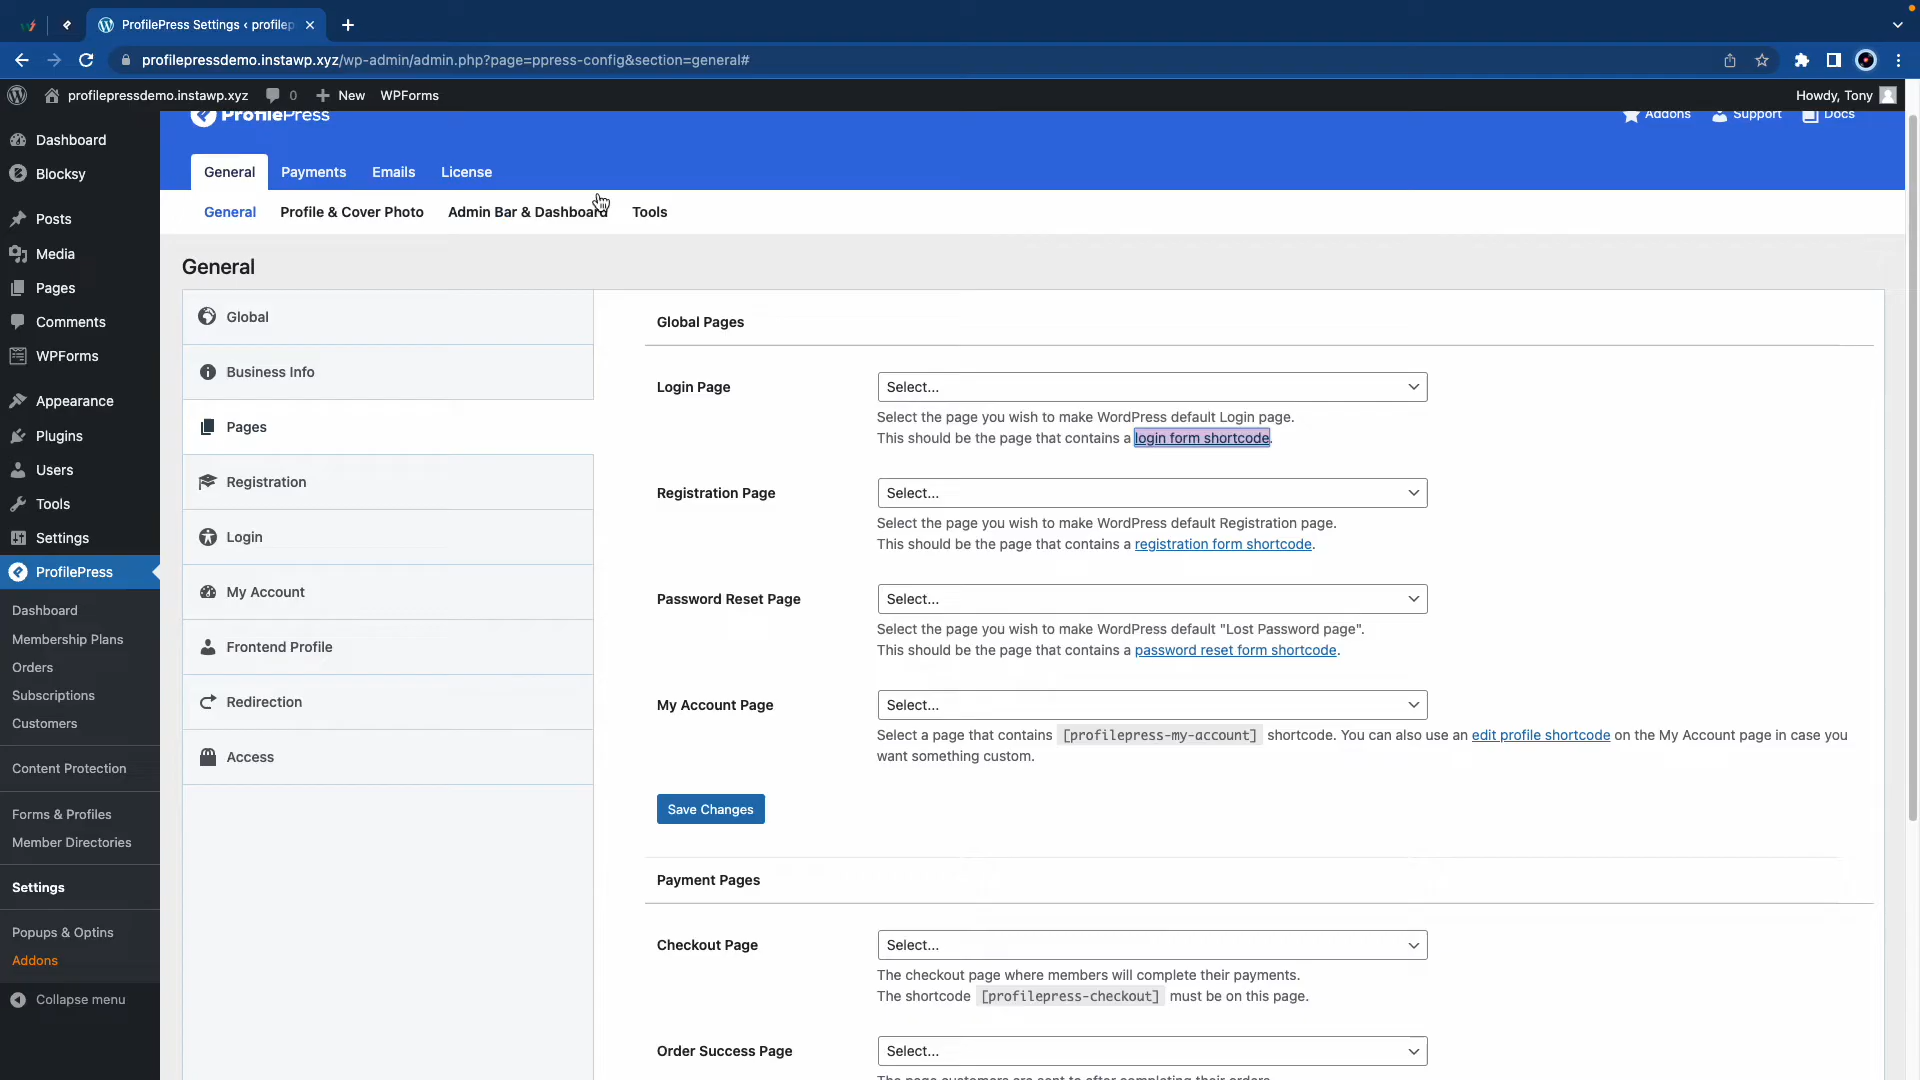 ProfilePress Settings ‹ profilep
profilepressdemo.instawp.xyz/wp-admin/admin.php?page=ppress-config&section=general#
profilepressdemo.instawp.xyz
0
New
WPForms
Howdy, Tony
ProfilePress
Addons
Support
Docs
General
Payments
Emails
License
General
Profile & Cover Photo
Admin Bar & Dashboard
Tools
Dashboard
Blocksy
Posts
Media
Pages
Comments
WPForms
Appearance
Plugins
Users
Tools
Settings
ProfilePress
Dashboard
Membership Plans
Orders
Subscriptions
Customers
Content Protection
Forms & Profiles
Member Directories
Settings
Popups & Optins
Addons
Collapse menu
General
Global
Business Info
Pages
Registration
Login
My Account
Frontend Profile
Redirection
Access
Global Pages
Login Page
Select...
Select the page you wish to make WordPress default Login page.
This should be the page that contains a login form shortcode.
Registration Page
Select...
Select the page you wish to make WordPress default Registration page.
This should be the page that contains a registration form shortcode.
Password Reset Page
Select...
Select the page you wish to make WordPress default "Lost Password page".
This should be the page that contains a password reset form shortcode.
My Account Page
Select...
Select a page that contains [profilepress-my-account] shortcode. You can also use an edit profile shortcode on the My Account page in case you
want something custom.
Save Changes
Payment Pages
Checkout Page
Select...
The checkout page where members will complete their payments.
The shortcode [profilepress-checkout] must be on this page.
Order Success Page
Select...
The page customers are sent to after completing their orders.